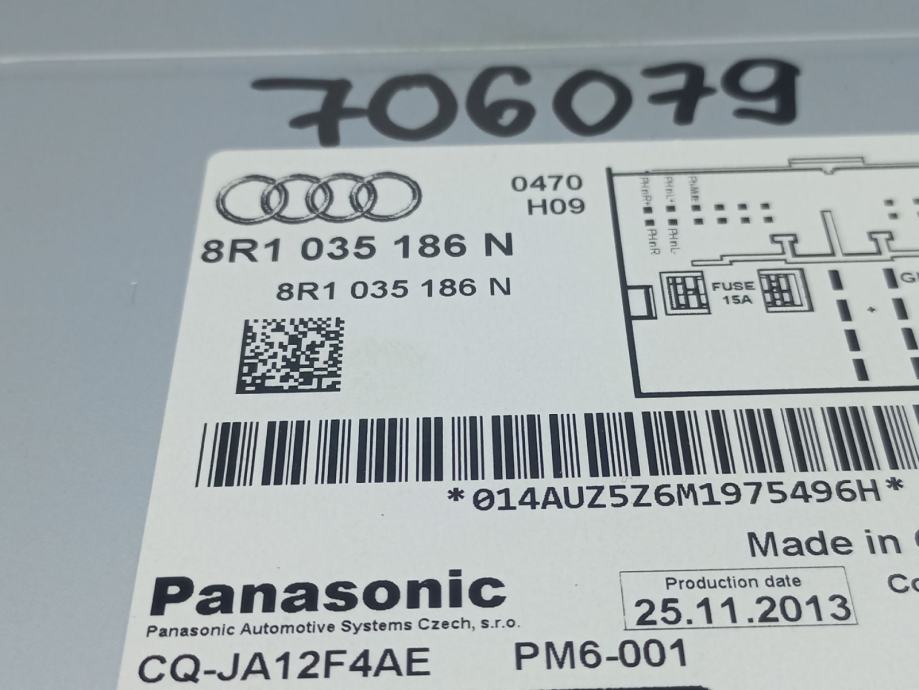 706079
0470
H09
8R1 035 186 N
8R1 035 186 N
FUSE
15A
*014AUZ5Z6M1975496H*
Made in
Panasonic
Production date
25.11.2013
Panasonic Automotive Systems Czech, s.r.o.
CQ-JA12F4AE
PM6-001